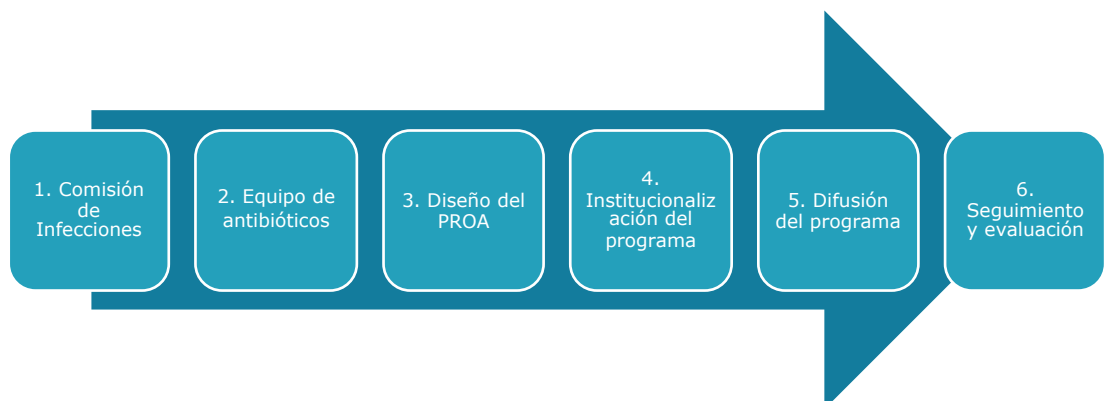 1. Comisión
de
Infecciones
2. Equipo de
antibióticos
3. Diseño del
PROA
4.
Institucionaliz
ación del
programa
5. Difusión
del programa
6.
Seguimiento
y evaluación